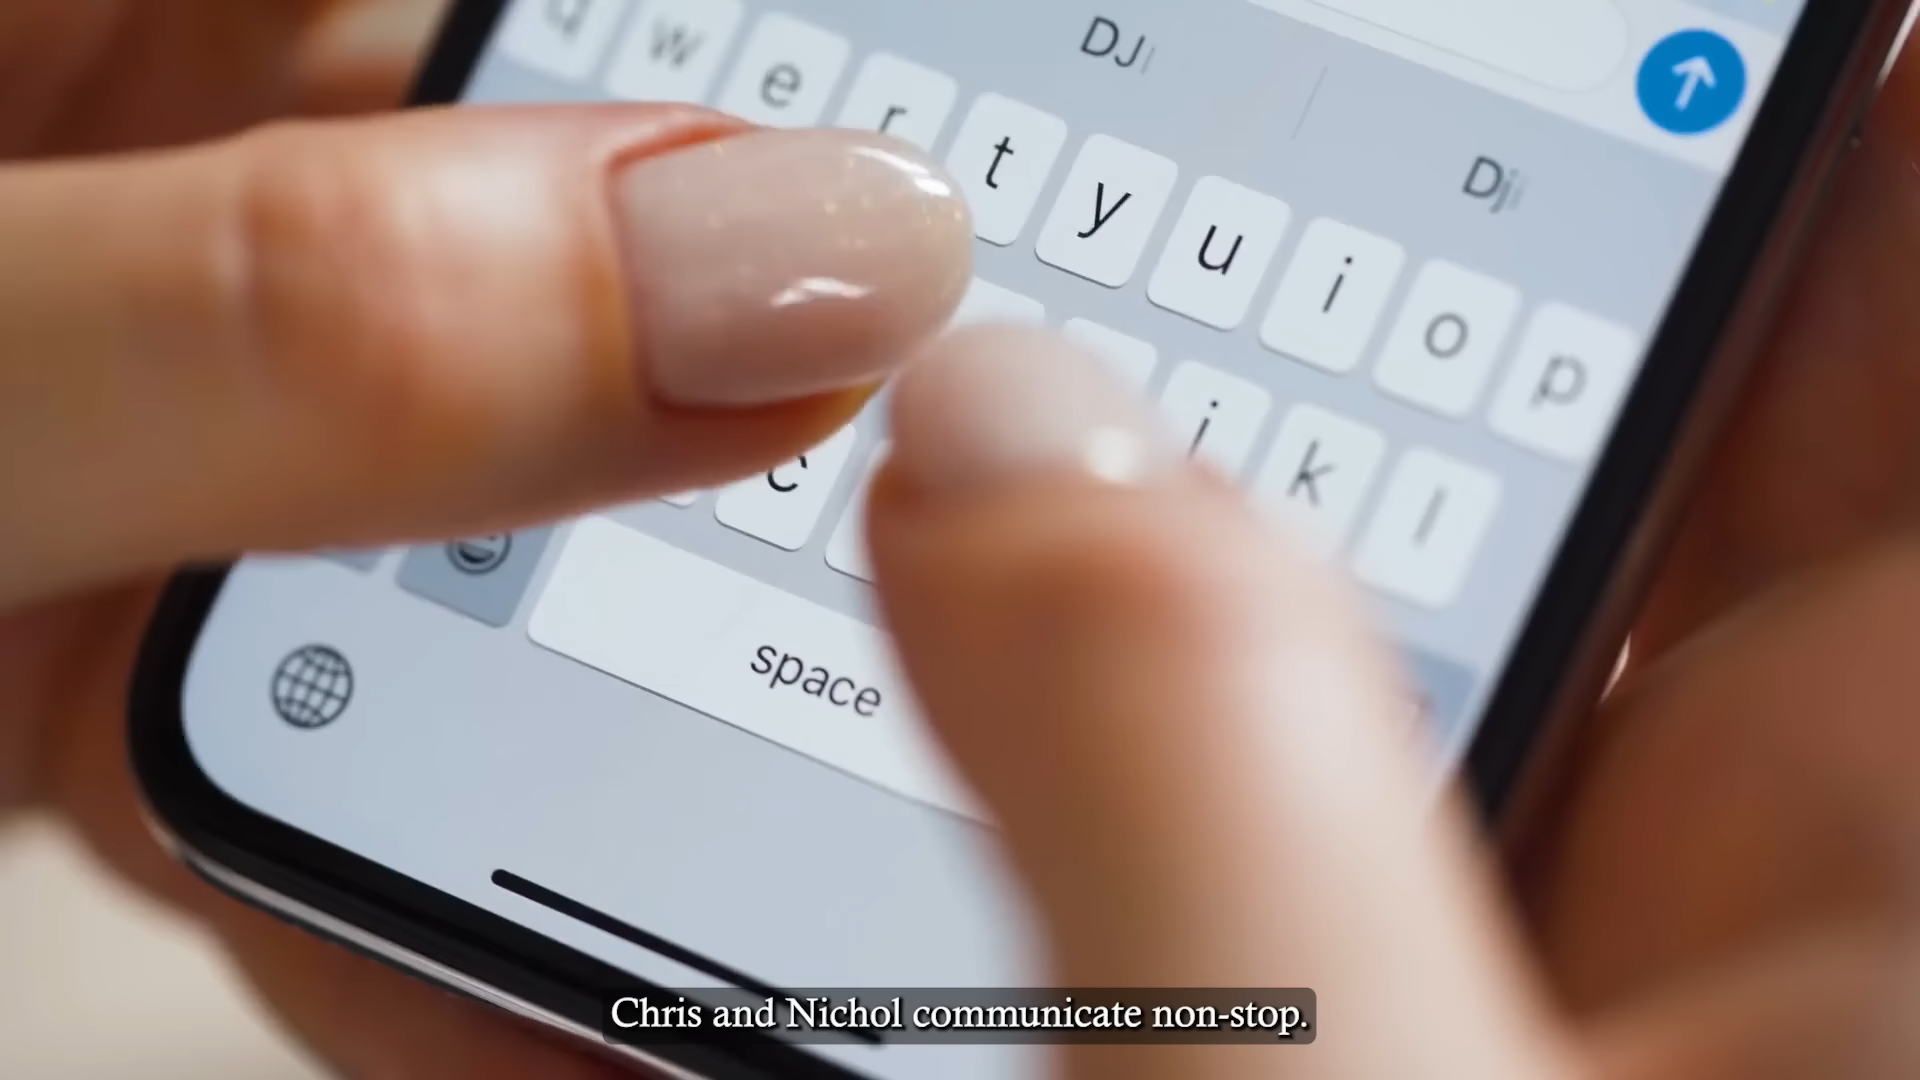 DJ
Dj
q w e r t y u i o p
j k l
c
space
Chris and Nichol communicate non-stop.